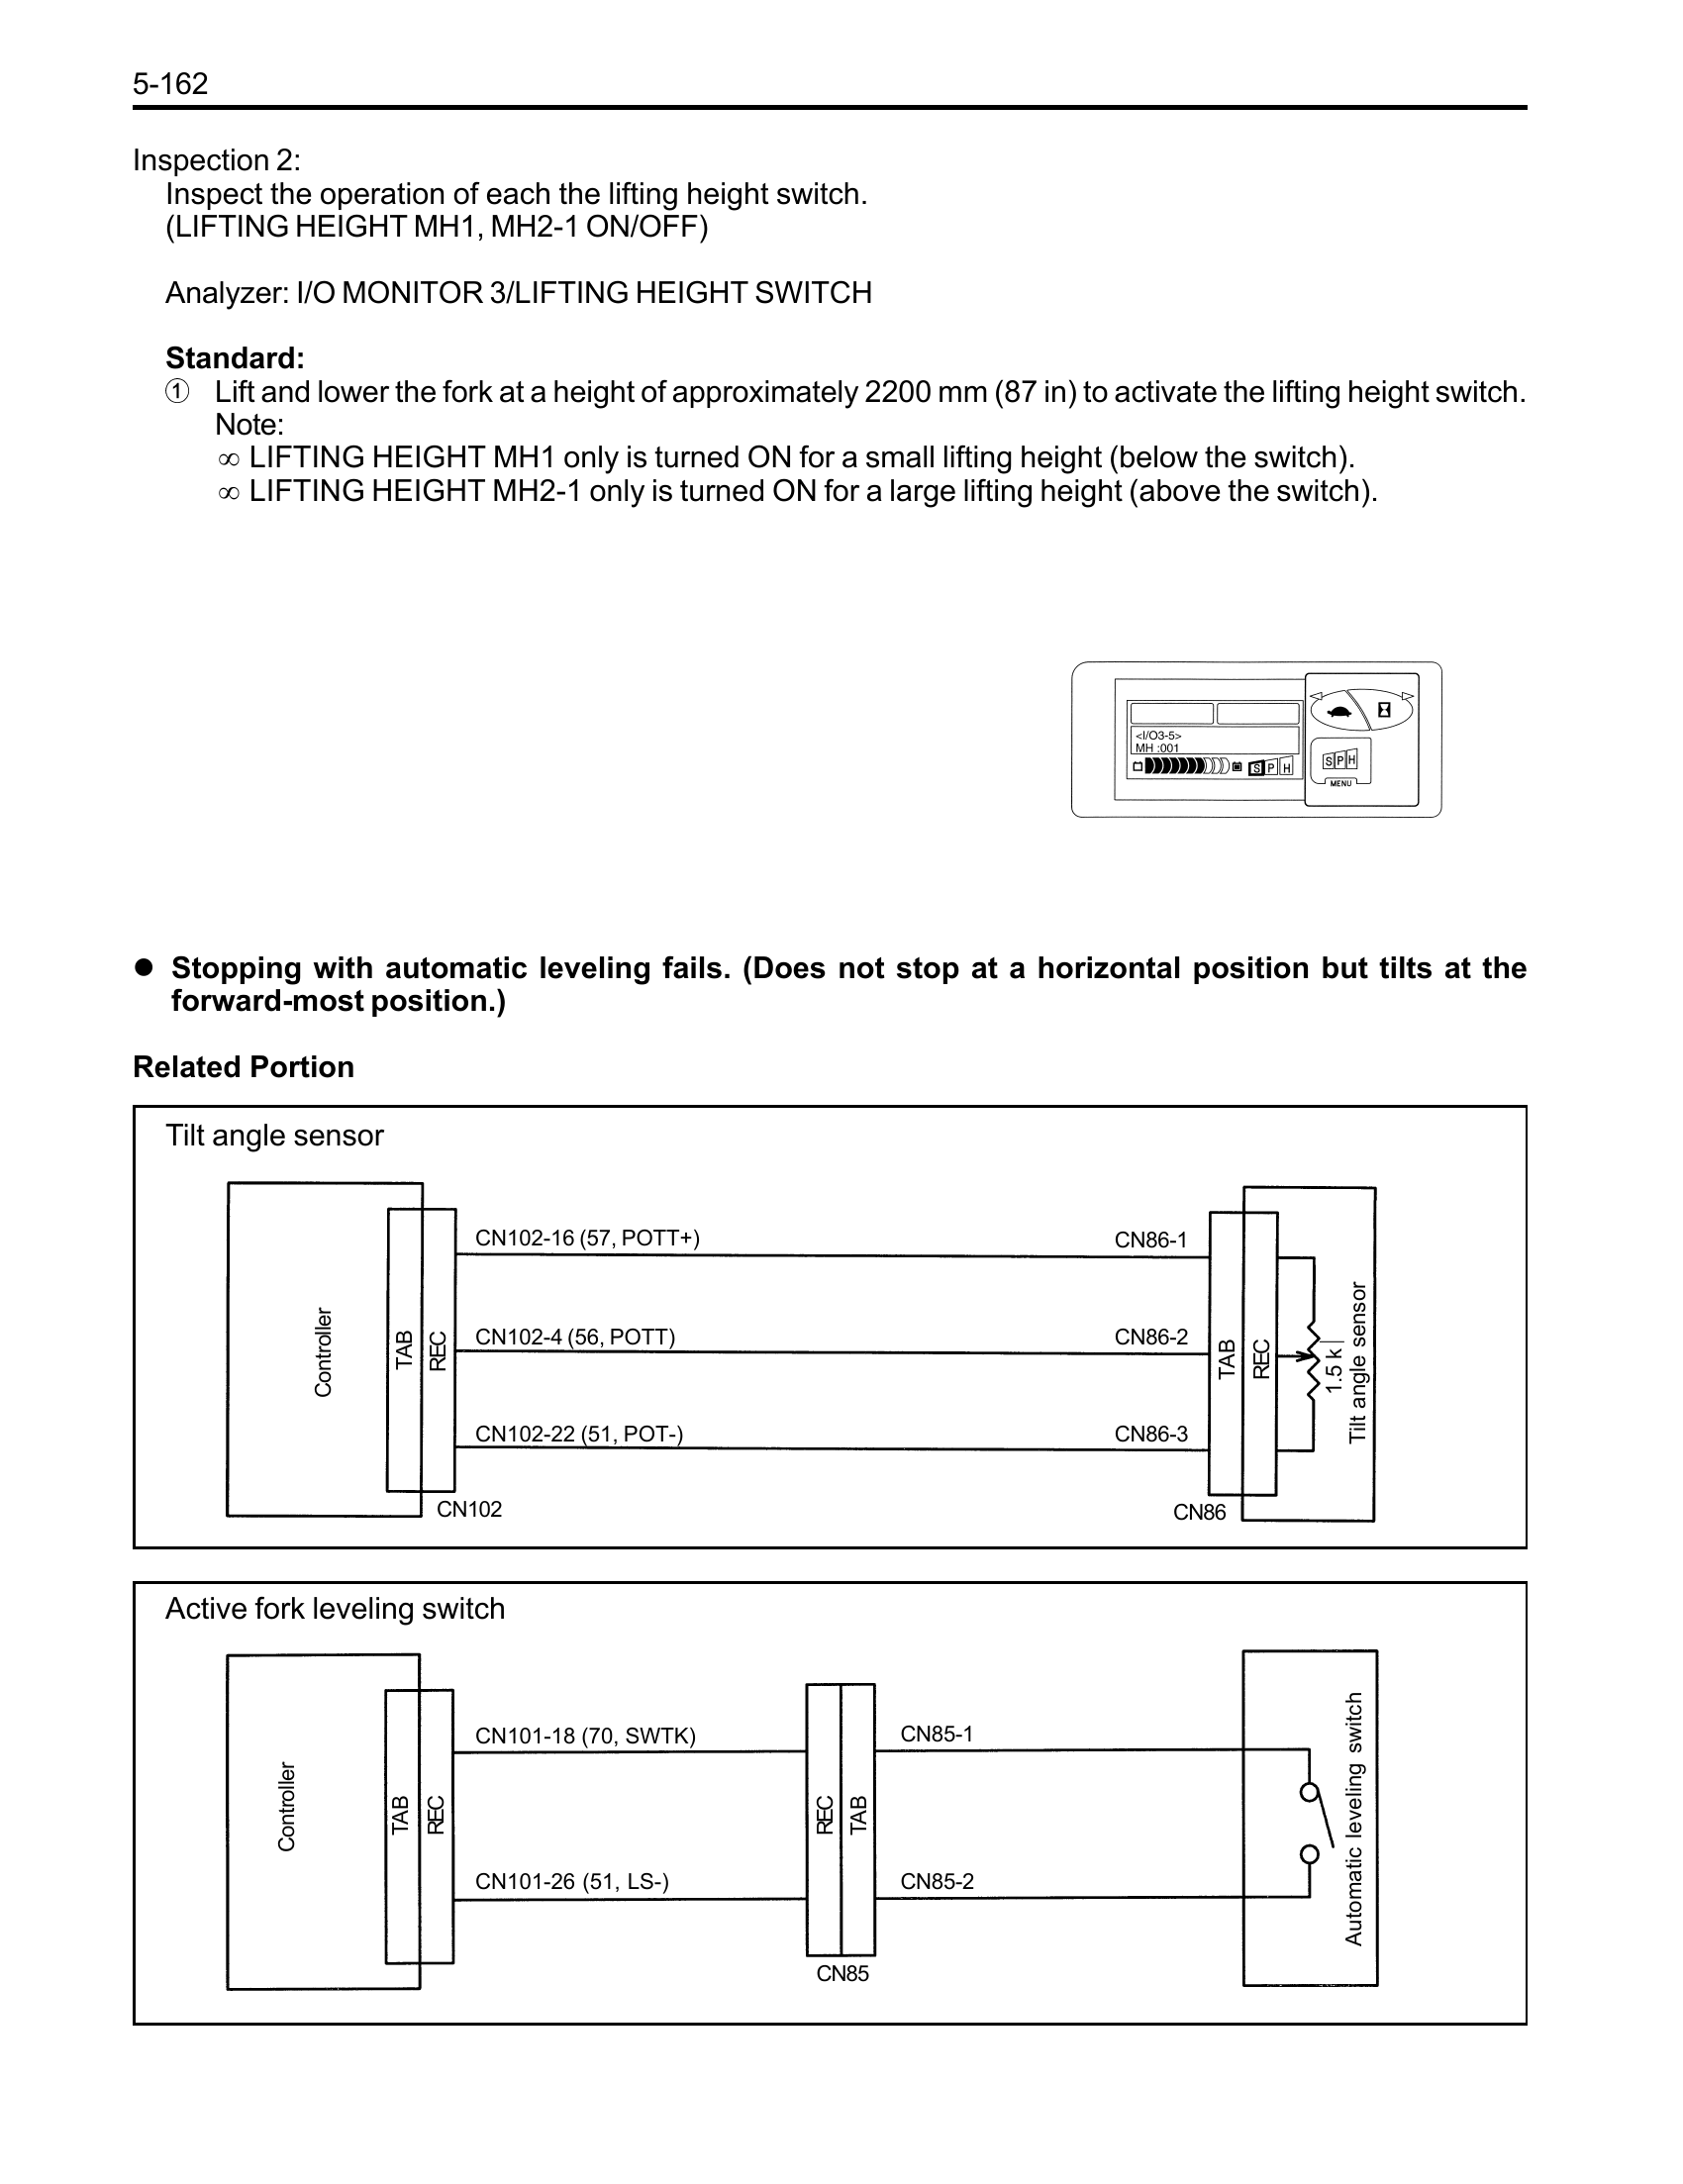 5-162
Inspection 2:
Inspect the operation of each the lifting height switch.
(LIFTING HEIGHT MH1, MH2-1 ON/OFF)
Analyzer: I/O MONITOR 3/LIFTING HEIGHT SWITCH
Standard:
① Lift and lower the fork at a height of approximately 2200 mm (87 in) to activate the lifting height switch.
Note:
∞ LIFTING HEIGHT MH1 only is turned ON for a small lifting height (below the switch).
∞ LIFTING HEIGHT MH2-1 only is turned ON for a large lifting height (above the switch).
<I/O3-5>
MH :001
S P H
S P H
MENU
● Stopping with automatic leveling fails. (Does not stop at a horizontal position but tilts at the
forward-most position.)
Related Portion
Tilt angle sensor
Controller
TAB
REC
CN102-16 (57, POTT+)
CN86-1
CN102-4 (56, POTT)
CN86-2
CN102-22 (51, POT-)
CN86-3
TAB
REC
1.5 k|
Tilt angle sensor
CN102
CN86
Active fork leveling switch
Controller
TAB
REC
CN101-18 (70, SWTK)
CN85-1
REC
TAB
CN101-26 (51, LS-)
CN85-2
Automatic leveling switch
CN85